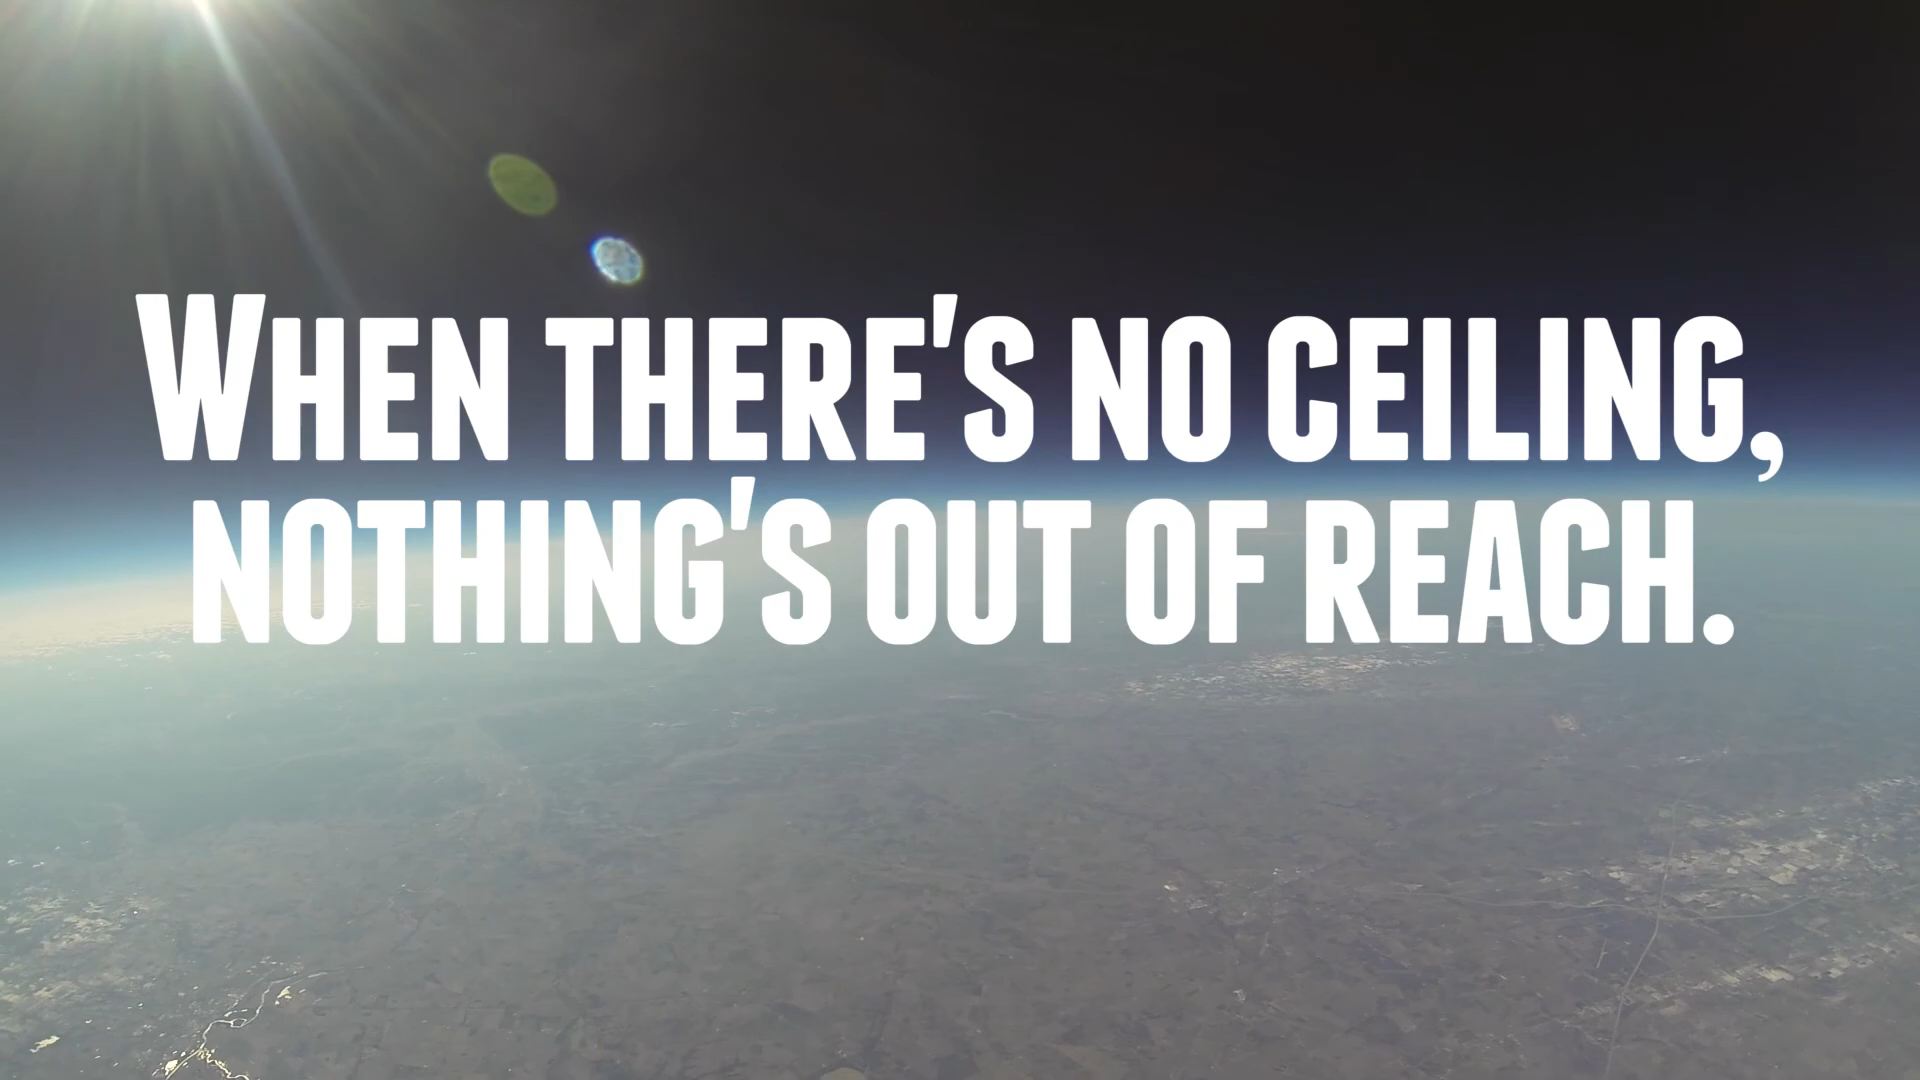 When there's no ceiling,
nothing's out of reach.